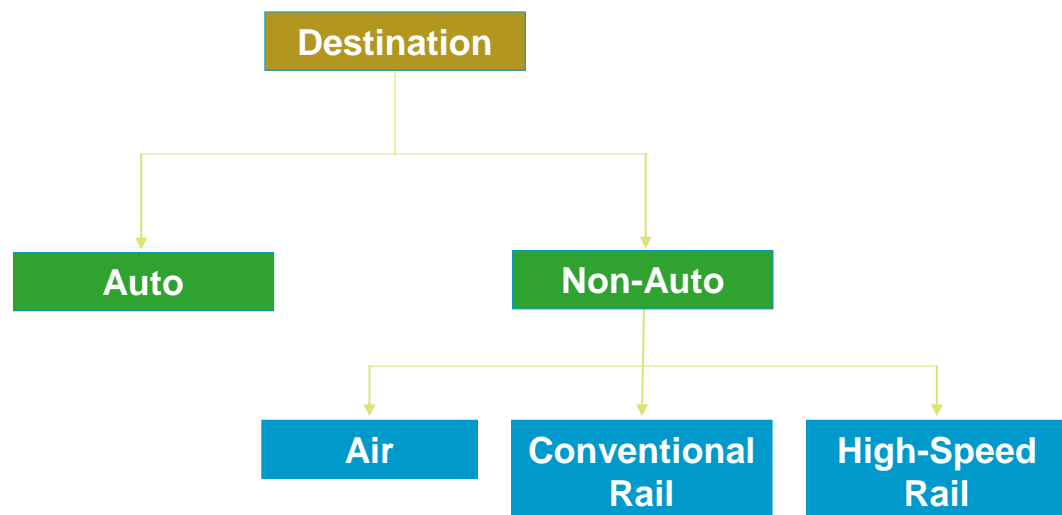 Destination
Auto
Non-Auto
Air
Conventional
Rail
High-Speed
Rail